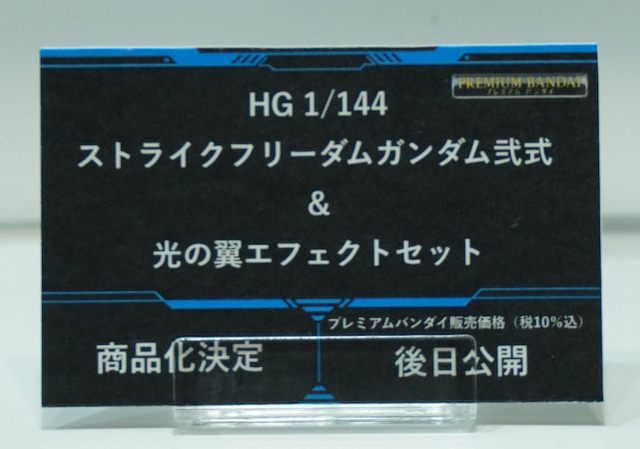 PREMIUM BANDAI
プレミアム バンダイ
HG 1/144
ストライクフリーダムガンダム弐式
&
光の翼エフェクトセット
プレミアムバンダイ販売価格（税10%込）
商品化決定
後日公開